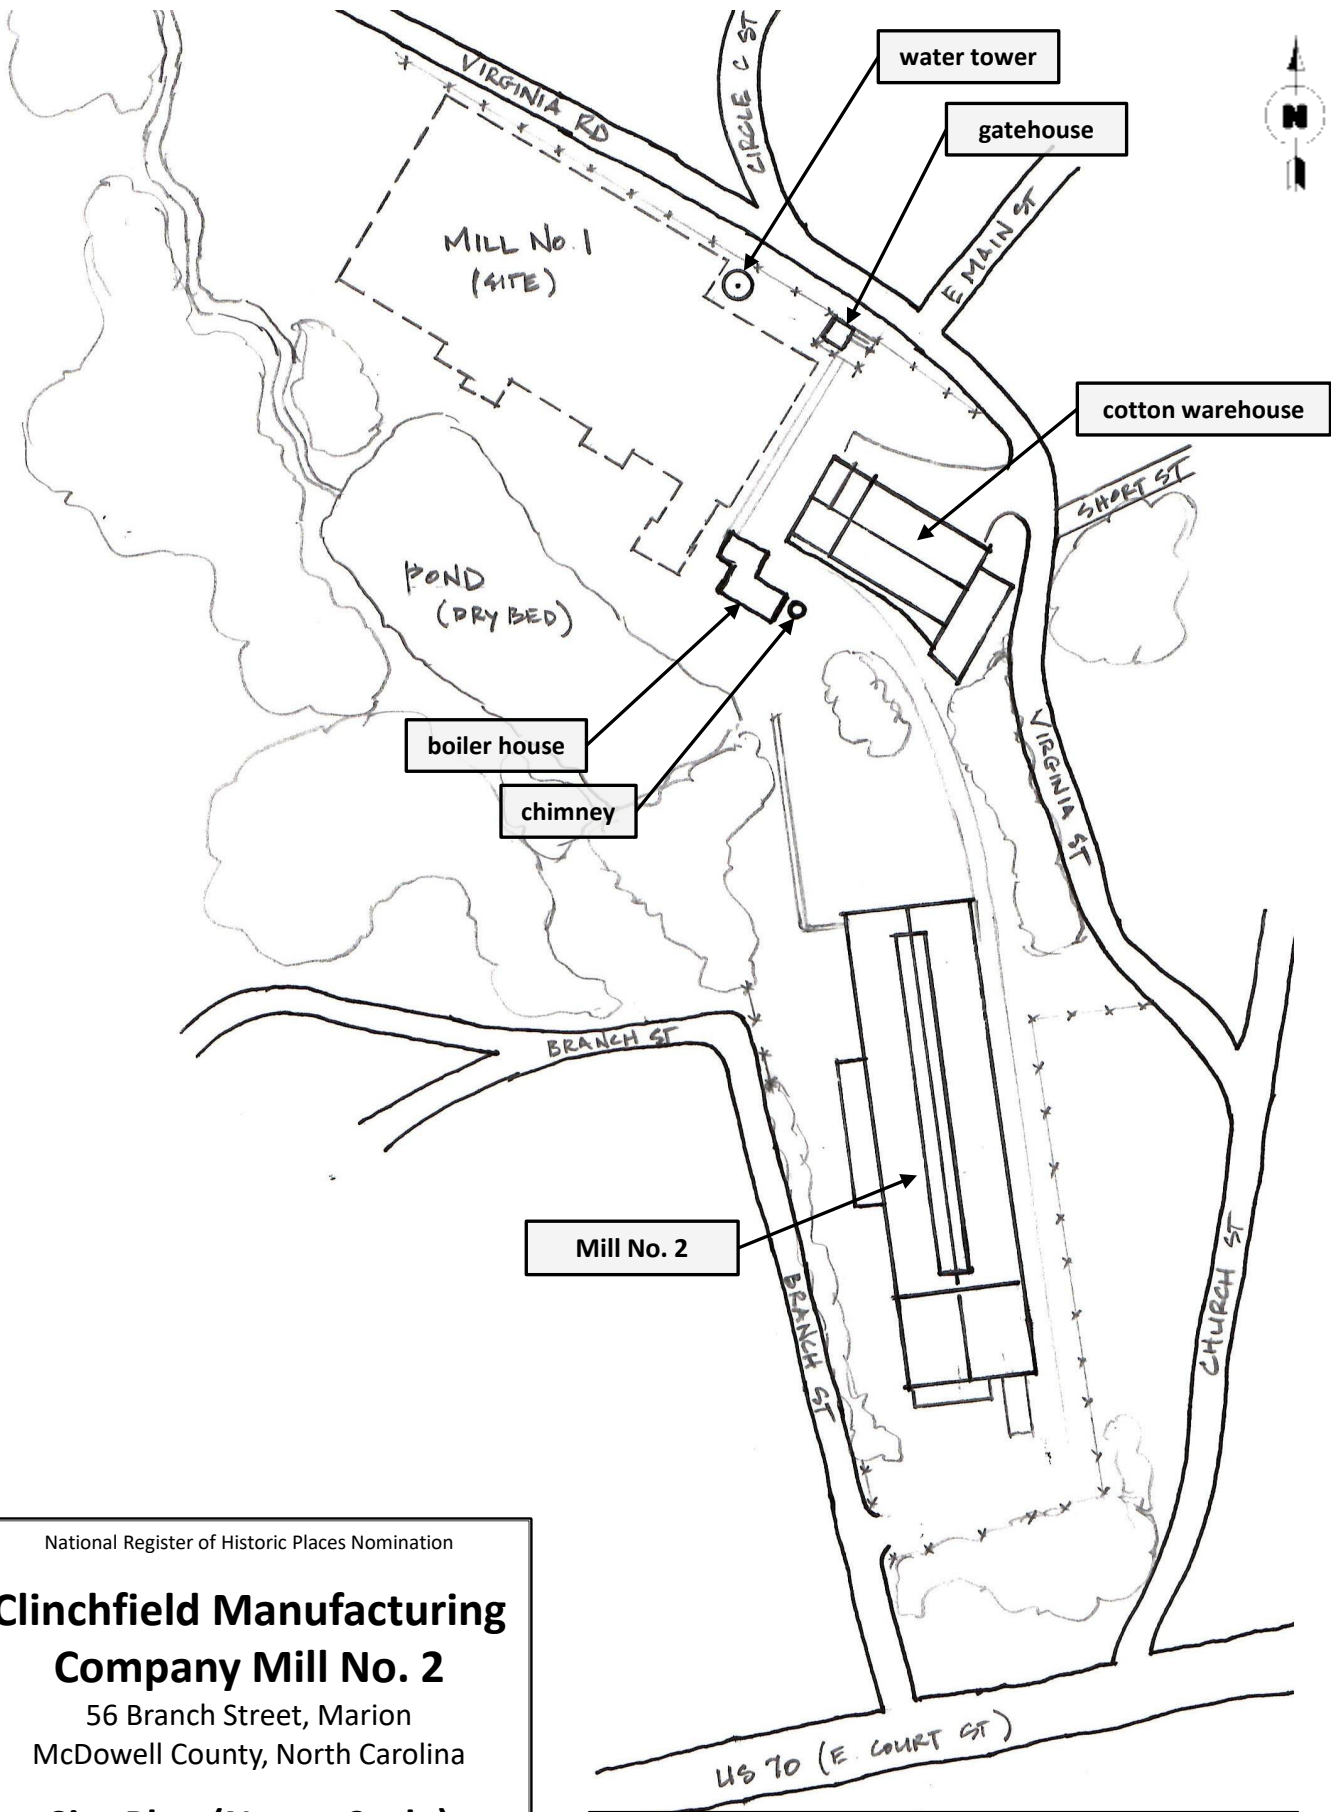 VIRGINIA RD
CIRCLE C ST
water tower
gatehouse
N
E MAIN ST
MILL No. 1
(SITE)
cotton warehouse
SHORT ST
POND
(DRY BED)
boiler house
chimney
VIRGINIA ST
BRANCH ST
Mill No. 2
BRANCH ST
CHURCH ST
National Register of Historic Places Nomination
Clinchfield Manufacturing
Company Mill No. 2
56 Branch Street, Marion
McDowell County, North Carolina
US 70 (E. COURT ST)